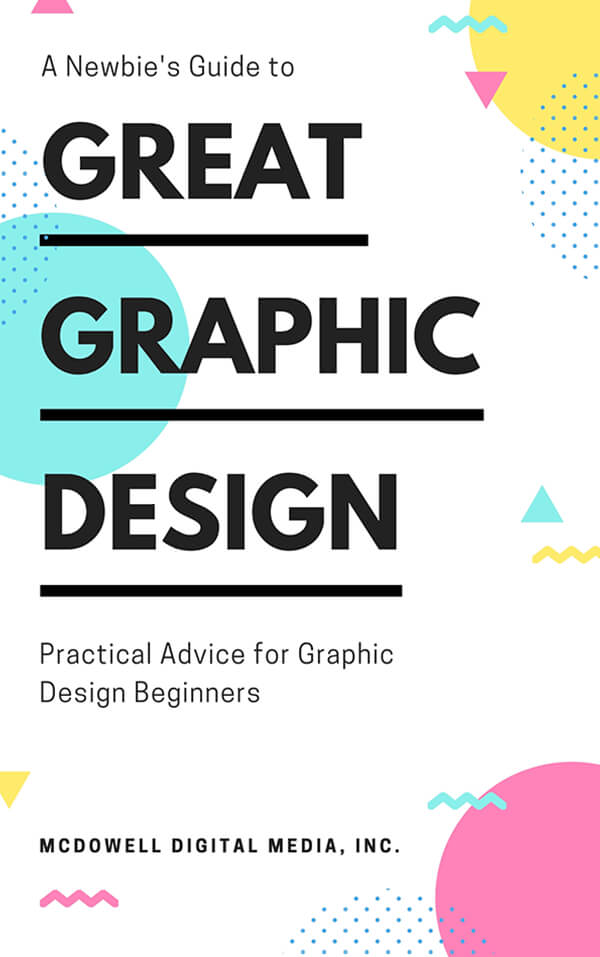 A Newbie's Guide to
GREAT
GRAPHIC
DESIGN
Practical Advice for Graphic
Design Beginners
MCDOWELL DIGITAL MEDIA, INC.